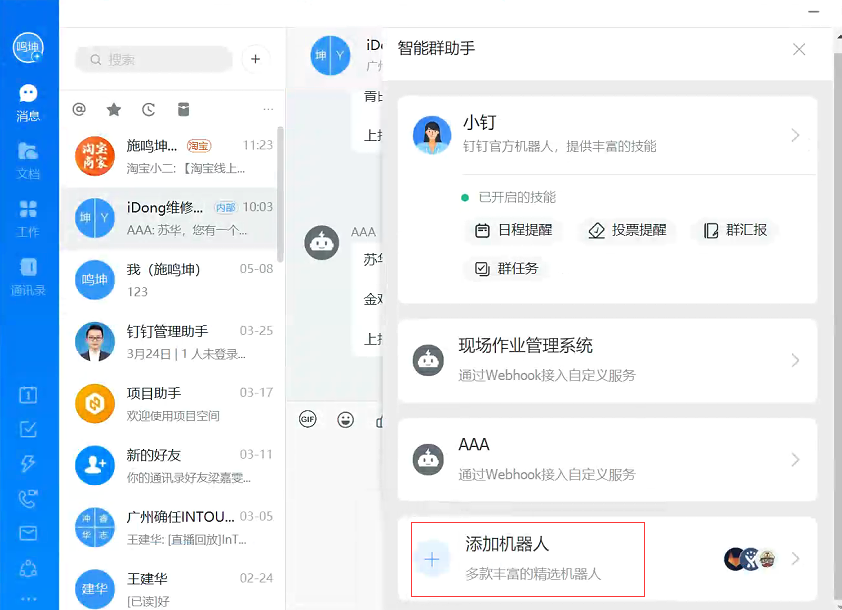 鸣坤
消息
文档
工作
通讯录
搜索
淘宝
商家
施鸣坤... 淘宝 11:23
淘宝小二:【淘宝线上...
坤 Y
iDong维修... 内部 10:03
AAA: 苏华，您有一个...
鸣坤
我（施鸣坤） 05-08
123
钉钉管理助手 03-25
3月24日 | 1 人未登录...
项目助手 03-17
欢迎使用项目空间
新的好友 03-11
你的通讯录好友梁嘉雯...
冲 睿
华 志
广州确任INTOU... 03-05
王建华: [直播回放]InT...
建华
王建华 02-24
[已读]好
坤 Y
AAA
GIF
智能群助手
小钉
钉钉官方机器人，提供丰富的技能
已开启的技能
日程提醒
投票提醒
群汇报
群任务
现场作业管理系统
通过Webhook接入自定义服务
AAA
通过Webhook接入自定义服务
添加机器人
多款丰富的精选机器人